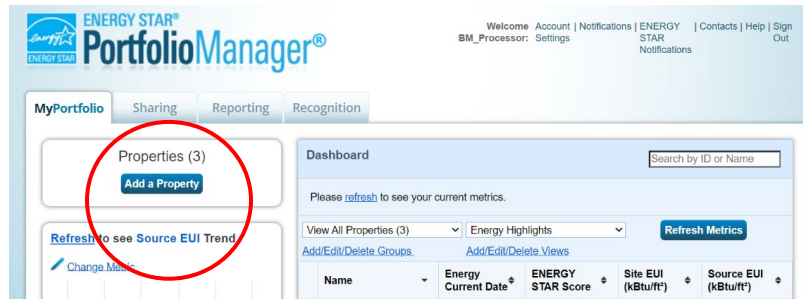 ENERGY STAR®
PortfolioManager®
energy
ENERGY STAR
Welcome BM_Processor: Account Settings | Notifications | ENERGY STAR Notifications | Contacts | Help | Sign Out
MyPortfolio Sharing Reporting Recognition
Properties (3)
Add a Property
Refresh to see Source EUI Trend
Change Metric
Dashboard
Search by ID or Name
Please refresh to see your current metrics.
View All Properties (3) Energy Highlights Refresh Metrics
Add/Edit/Delete Groups Add/Edit/Delete Views
Name Energy Current Date ENERGY STAR Score Site EUI (kBtu/ft²) Source EUI (kBtu/ft²)